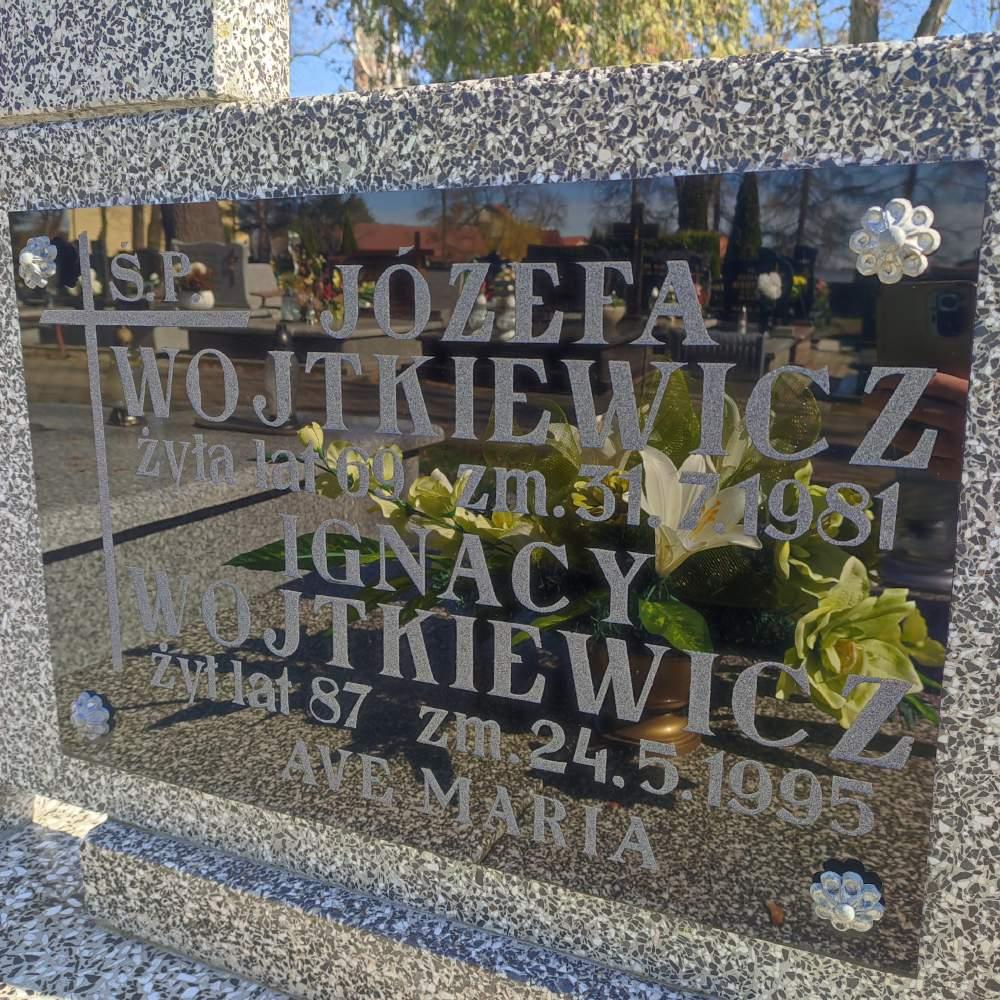 Ś.P. JÓZEFA
WOJTKIEWICZ
żyła lat 69 zm. 31.7.1981
IGNACY
WOJTKIEWICZ
żył lat 87 zm. 24.5.1995
AVE MARIA